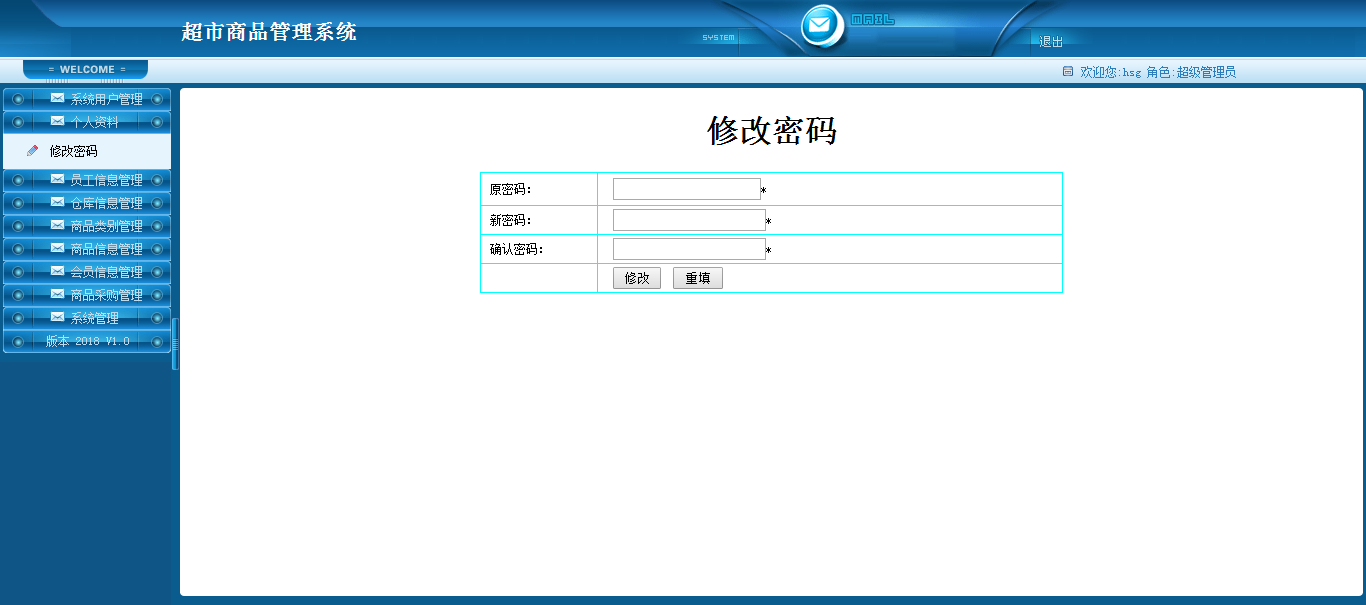 超市商品管理系统
SYSTEM
MAIL
退出
= WELCOME =
欢迎您:hsg 角色:超级管理员
系统用户管理
个人资料
修改密码
员工信息管理
仓库信息管理
商品类别管理
商品信息管理
会员信息管理
商品采购管理
系统管理
版本 2018 V1.0
修改密码
原密码: *
新密码: *
确认密码: *
修改 重填